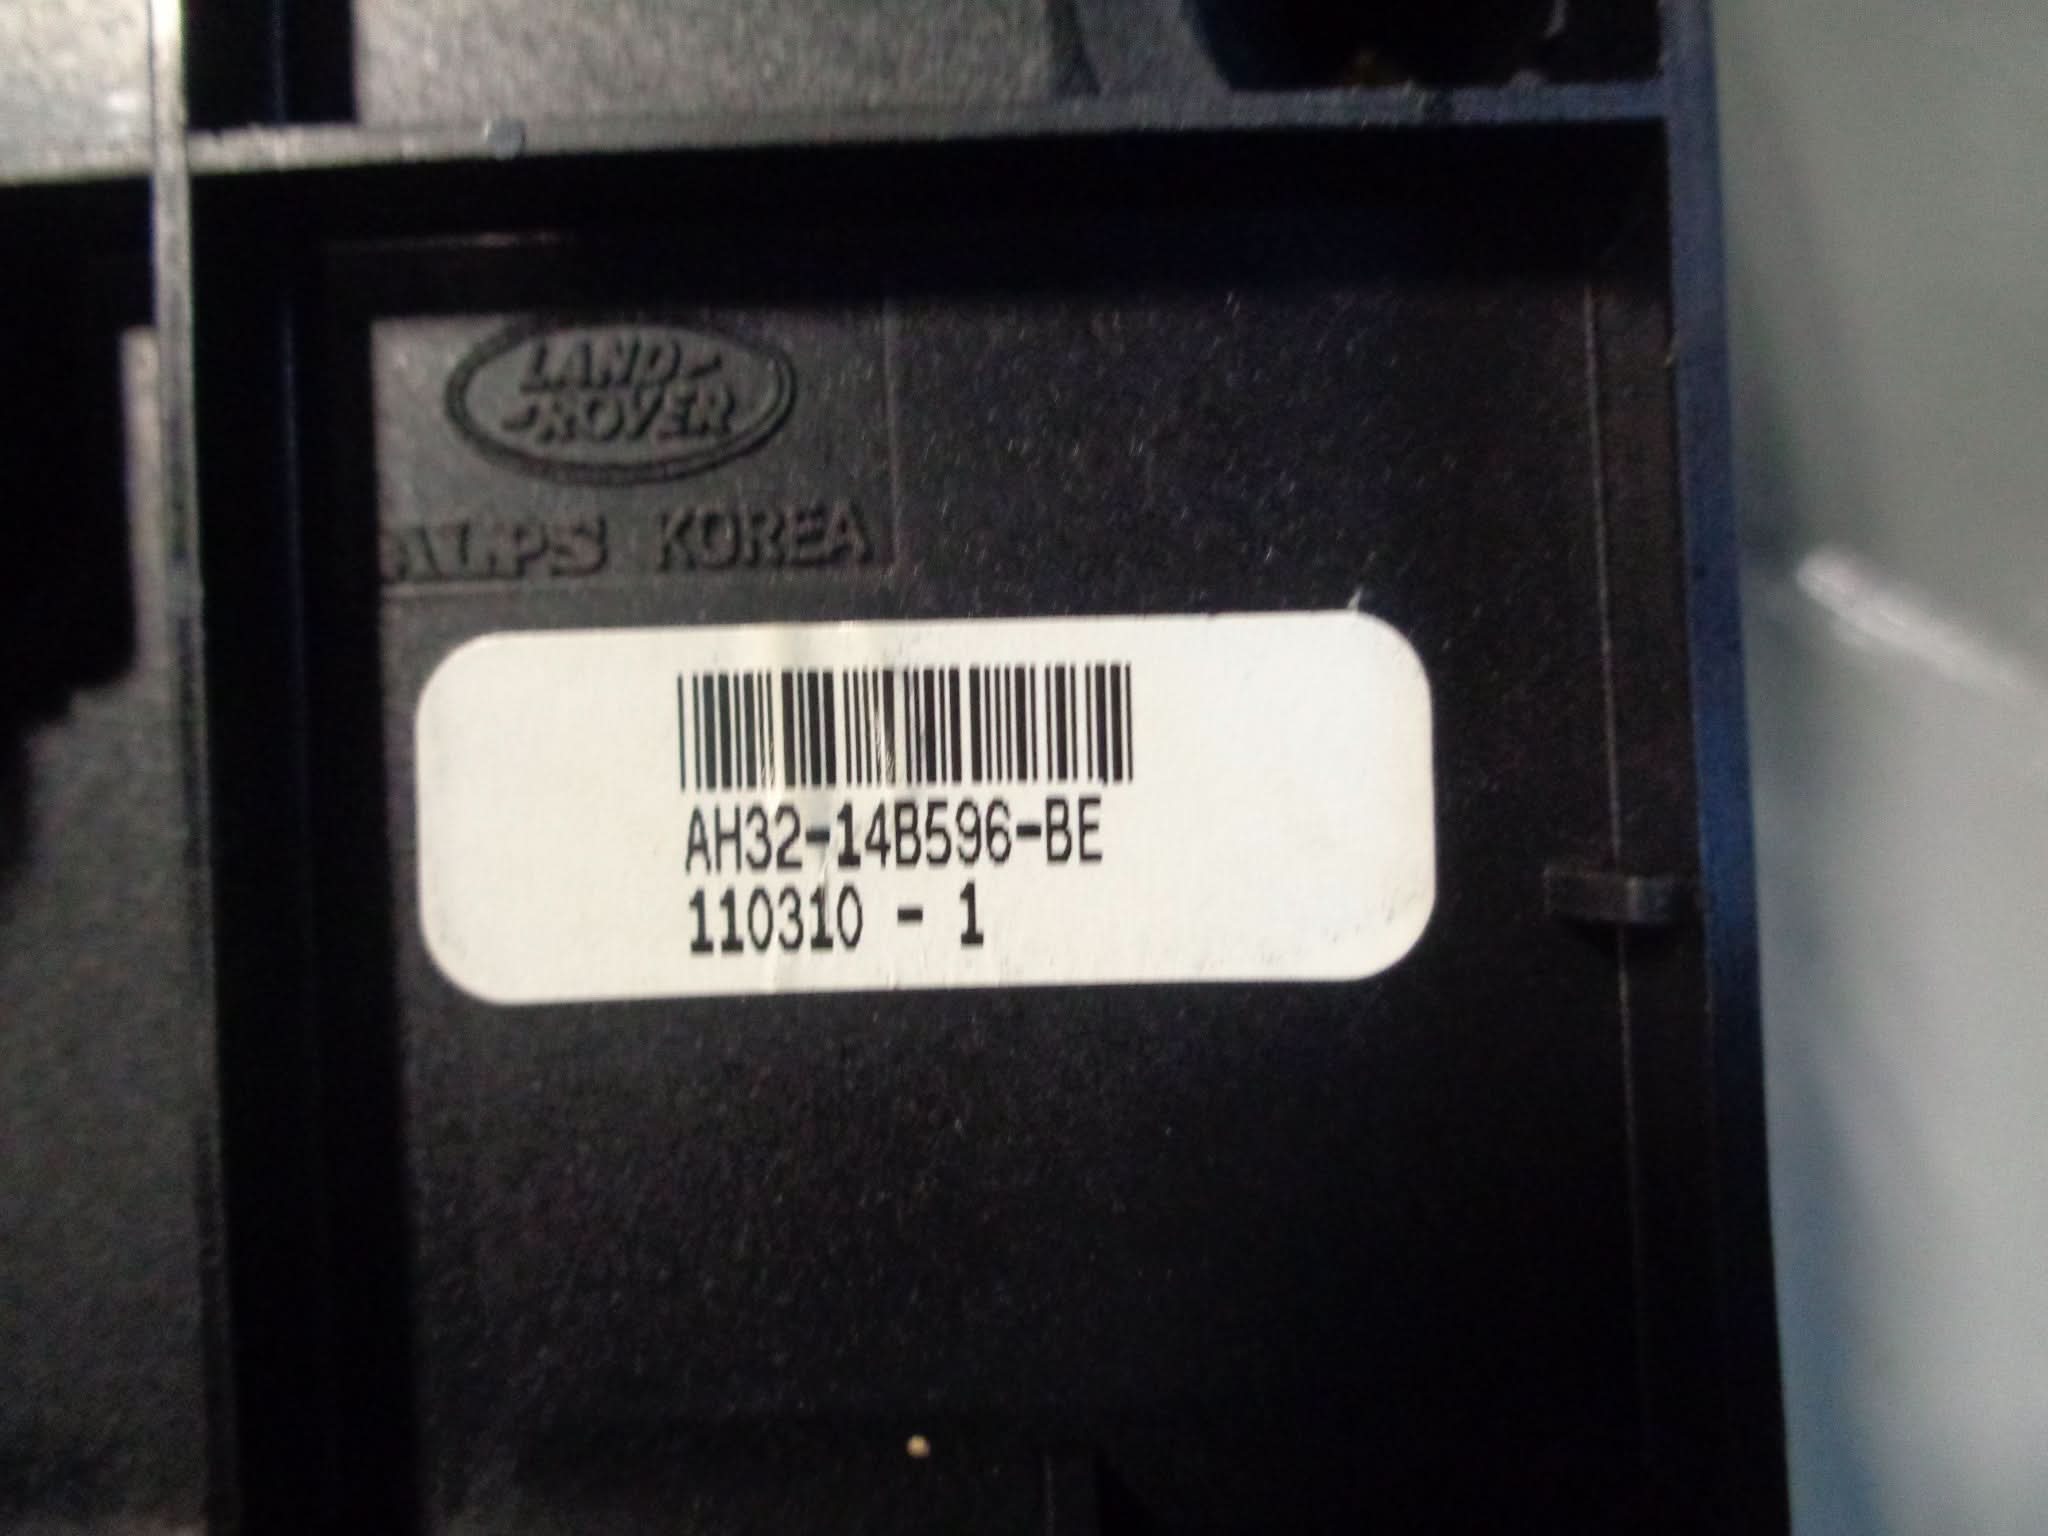 LAND
ROVER
ALPS KOREA
AH32-14B596-BE
110310 - 1